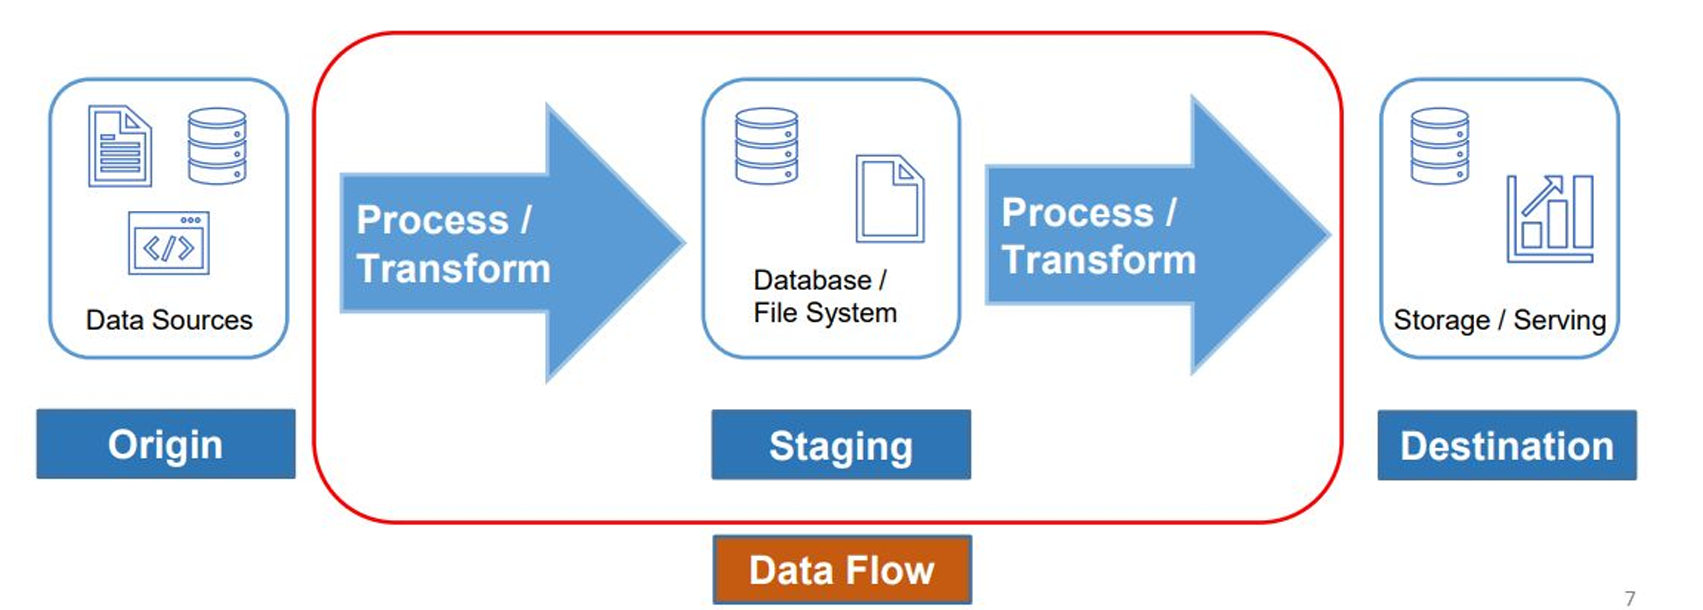 Process /
Transform
Process /
Transform
</>
Data Sources
Database /
File System
Storage / Serving
Origin
Staging
Destination
Data Flow
7